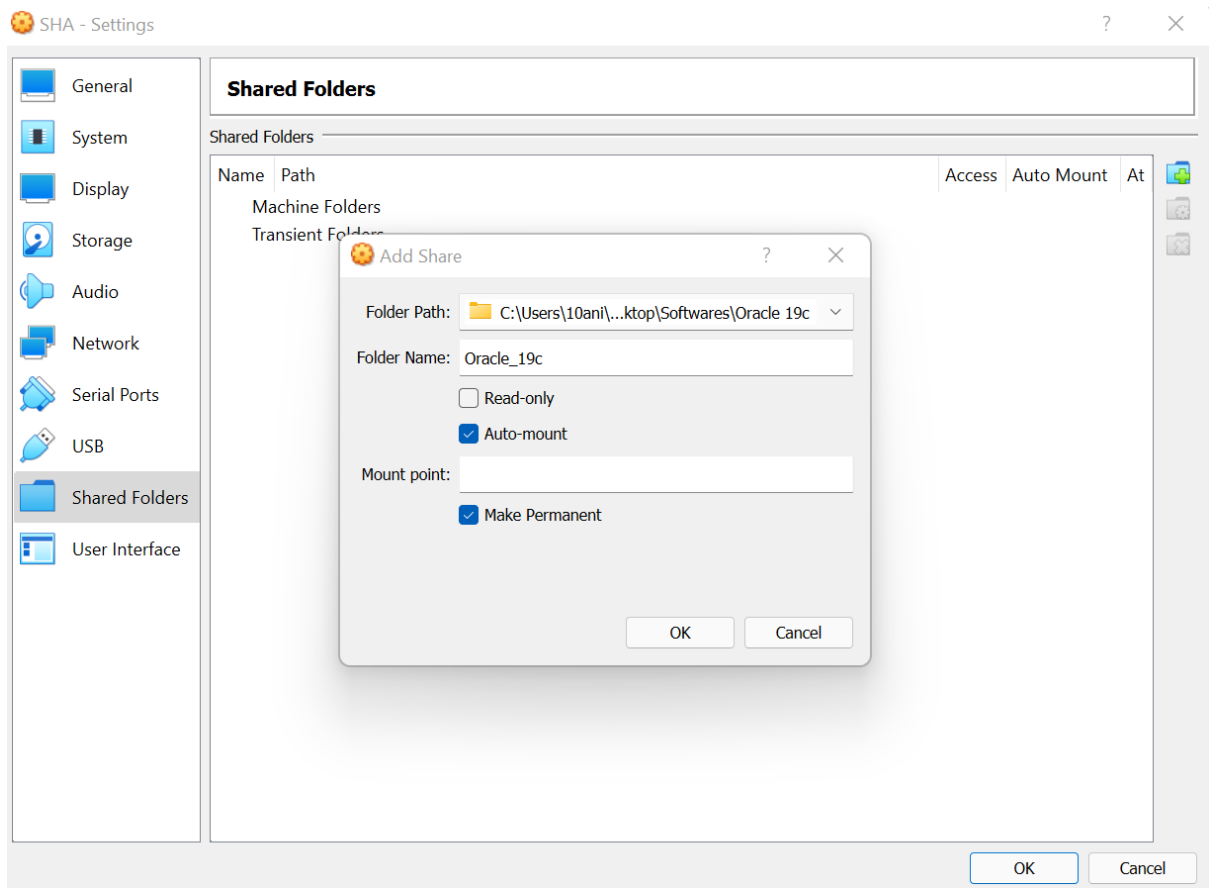 SHA - Settings ?
General
System
Display
Storage
Audio
Network
Serial Ports
USB
Shared Folders
User Interface
Shared Folders
Shared Folders
Name Path Access Auto Mount At
Machine Folders
Transient Folders
Add Share ?
Folder Path: C:\Users\10ani\...ktop\Softwares\Oracle 19c
Folder Name: Oracle_19c
Read-only
Auto-mount
Mount point:
Make Permanent
OK Cancel
OK Cancel